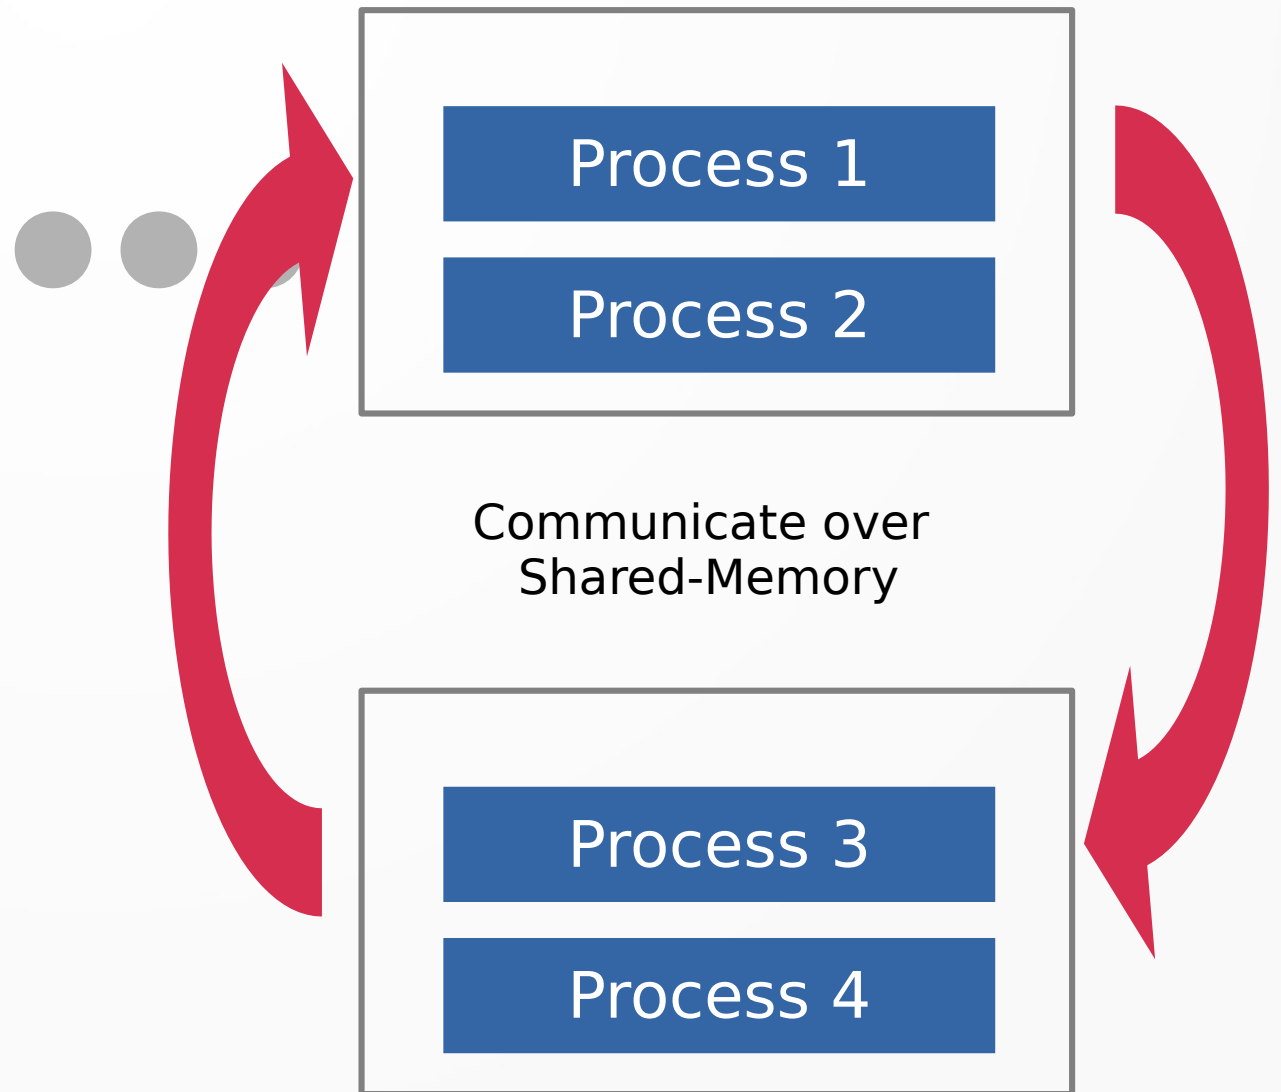 Process 1
Process 2
Communicate over
Shared-Memory
Process 3
Process 4